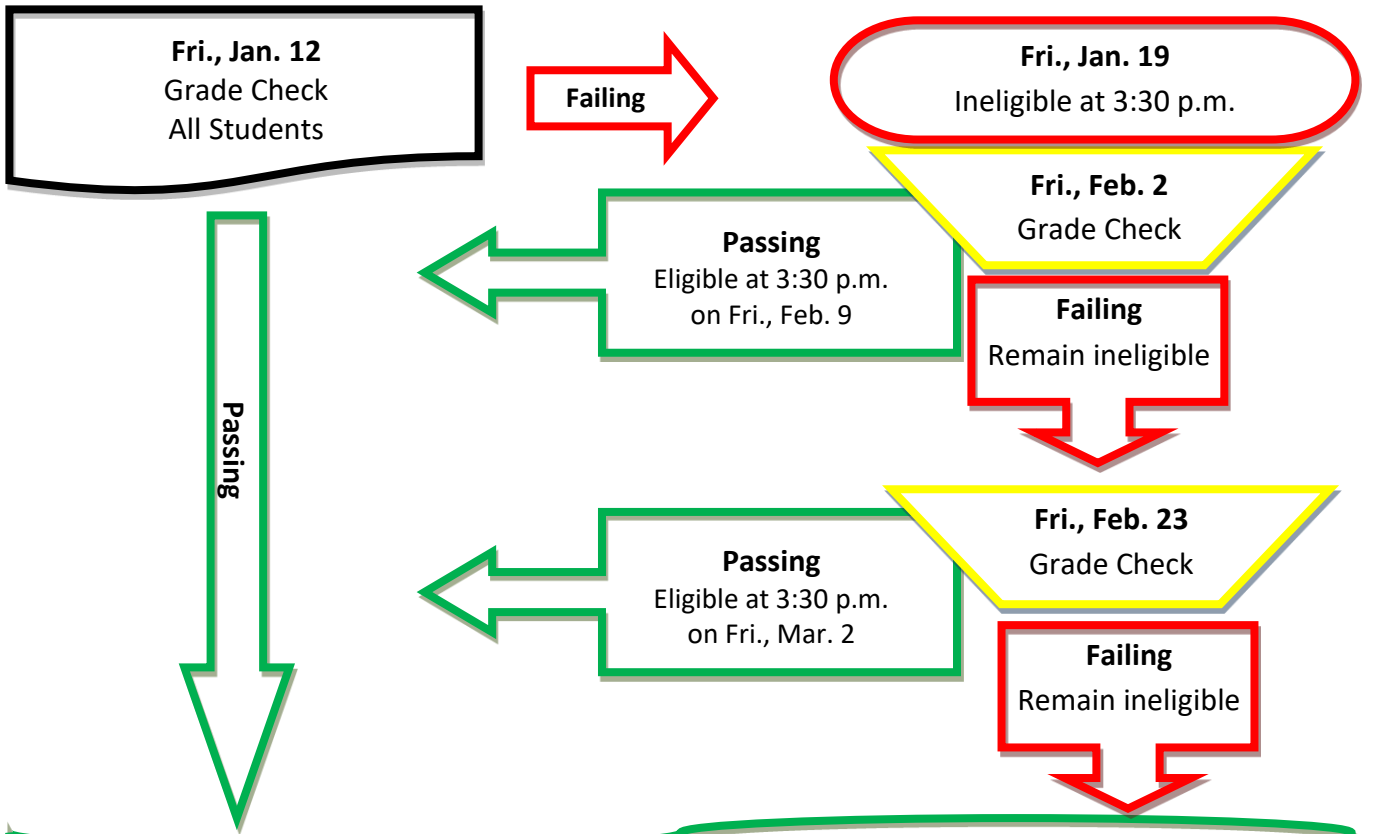 Fri., Jan. 12
Grade Check
All Students
Failing
Fri., Jan. 19
Ineligible at 3:30 p.m.
Fri., Feb. 2
Grade Check
Passing
Eligible at 3:30 p.m.
on Fri., Feb. 9
Failing
Remain ineligible
Passing
Fri., Feb. 23
Grade Check
Passing
Eligible at 3:30 p.m.
on Fri., Mar. 2
Failing
Remain ineligible